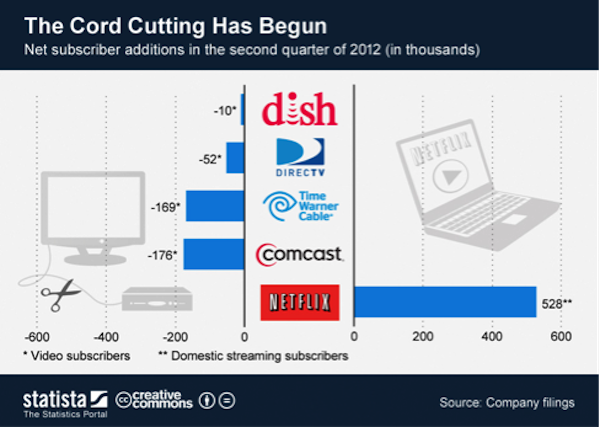 The Cord Cutting Has Begun
Net subscriber additions in the second quarter of 2012 (in thousands)
-10*
dish
-52*
DIRECTV
NETFLIX
-169*
Time
Warner
Cable®
-176*
comcast.
NETFLIX
528**
-600 -400 -200 0 0 200 400 600
* Video subscribers ** Domestic streaming subscribers
statista
The Statistics Portal
cc creative
commons
Source: Company filings